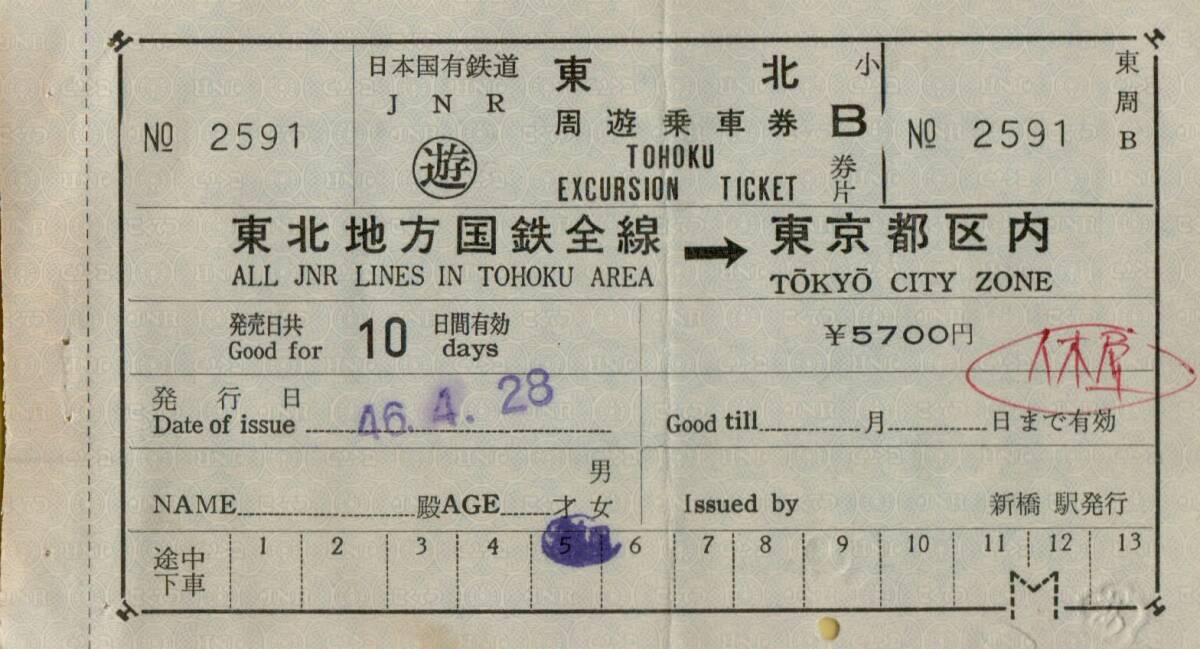 日本国有鉄道
JNR
遊
№ 2591
東北
周遊乗車券
TOHOKU
EXCURSION TICKET
小
B
券片
№ 2591
東周B
東北地方国鉄全線 → 東京都区内
ALL JNR LINES IN TOHOKU AREA TŌKYŌ CITY ZONE
発売日共 10 日間有効
Good for days
¥5700円
発行日
Date of issue 46.4.28
Good till 月 日まで有効
男
NAME 殿 AGE 才 女
Issued by 新橋 駅発行
途中
下車
1 2 3 4 5 6 7 8 9 10 11 12 13